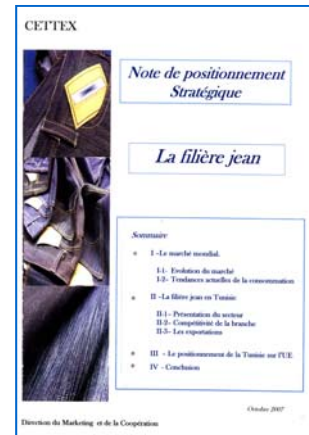 CETTEX
Note de positionnement
Stratégique
La filière jean
Sommaire
I -Le marché mondial.
I-1- Evolution du marché
I-2- Tendances actuelles de la consommation
II -La filière jean en Tunisie
II-1- Présentation du secteur
II-2- Compétitivité de la branche
II-3- Les exportations
III - Le positionnement de la Tunisie sur l'UE
IV - Conclusion
Octobre 2007
Direction du Marketing et de la Coopération